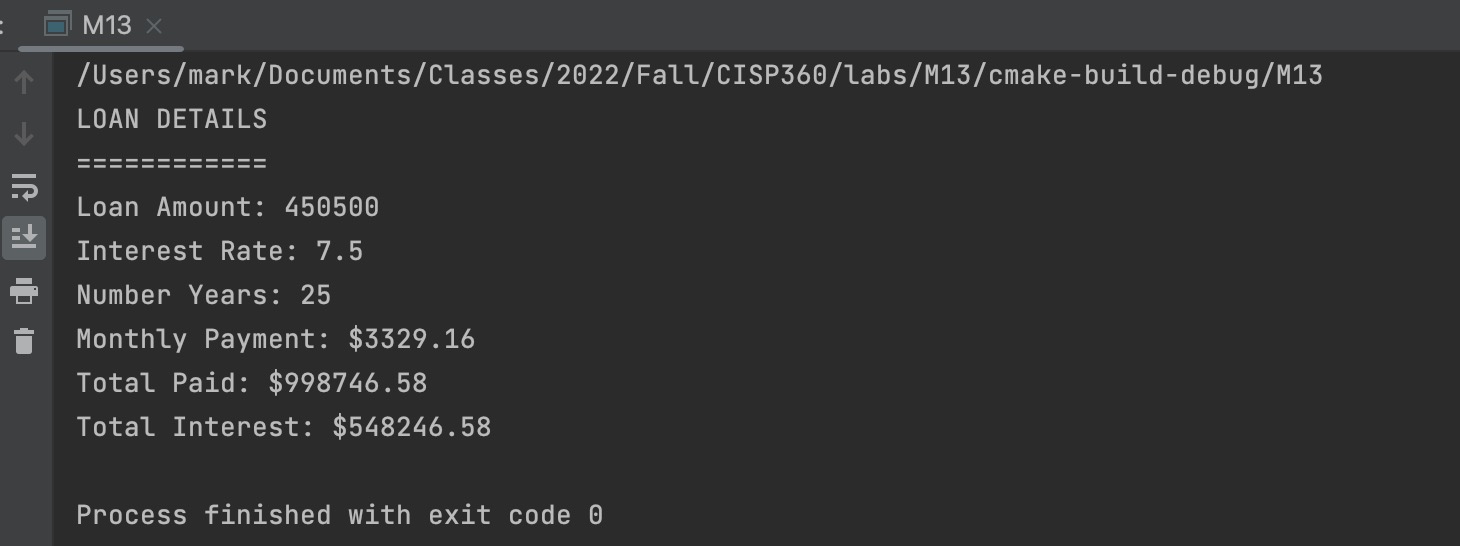 : M13
/Users/mark/Documents/Classes/2022/Fall/CISP360/labs/M13/cmake-build-debug/M13
LOAN DETAILS
============
Loan Amount: 450500
Interest Rate: 7.5
Number Years: 25
Monthly Payment: $3329.16
Total Paid: $998746.58
Total Interest: $548246.58
Process finished with exit code 0